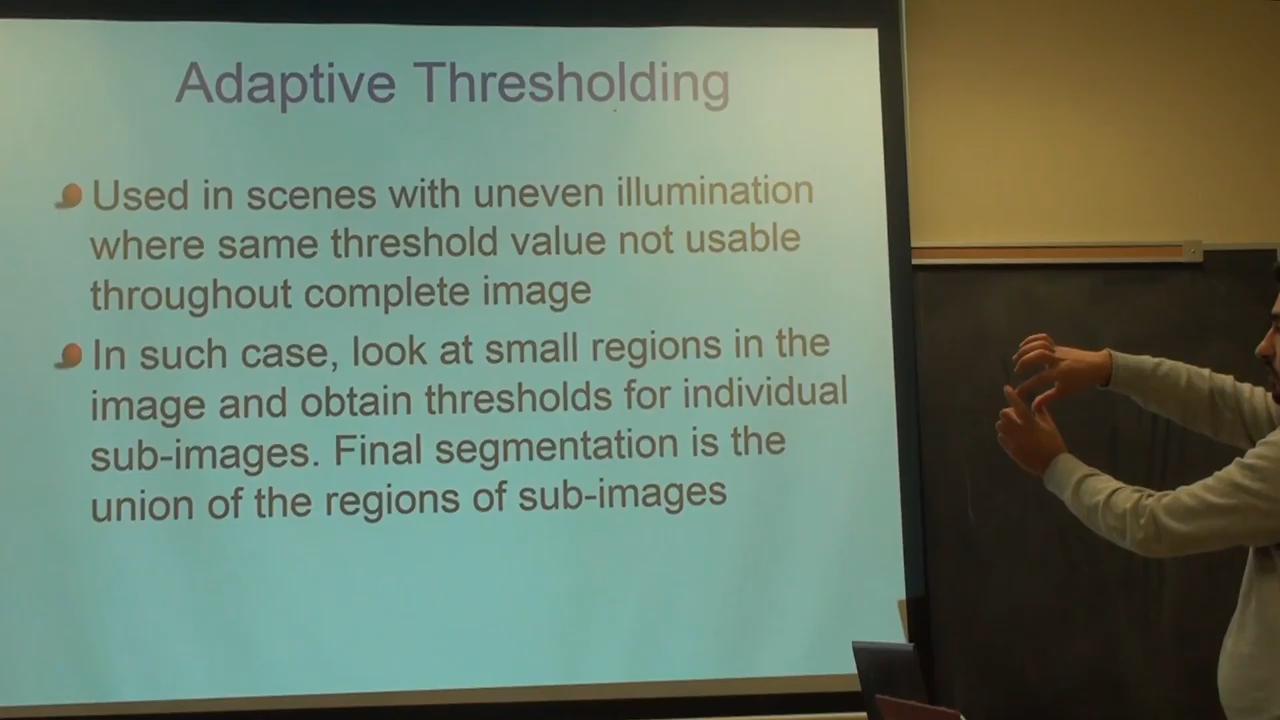 Adaptive Thresholding
Used in scenes with uneven illumination
where same threshold value not usable
throughout complete image
In such case, look at small regions in the
image and obtain thresholds for individual
sub-images. Final segmentation is the
union of the regions of sub-images